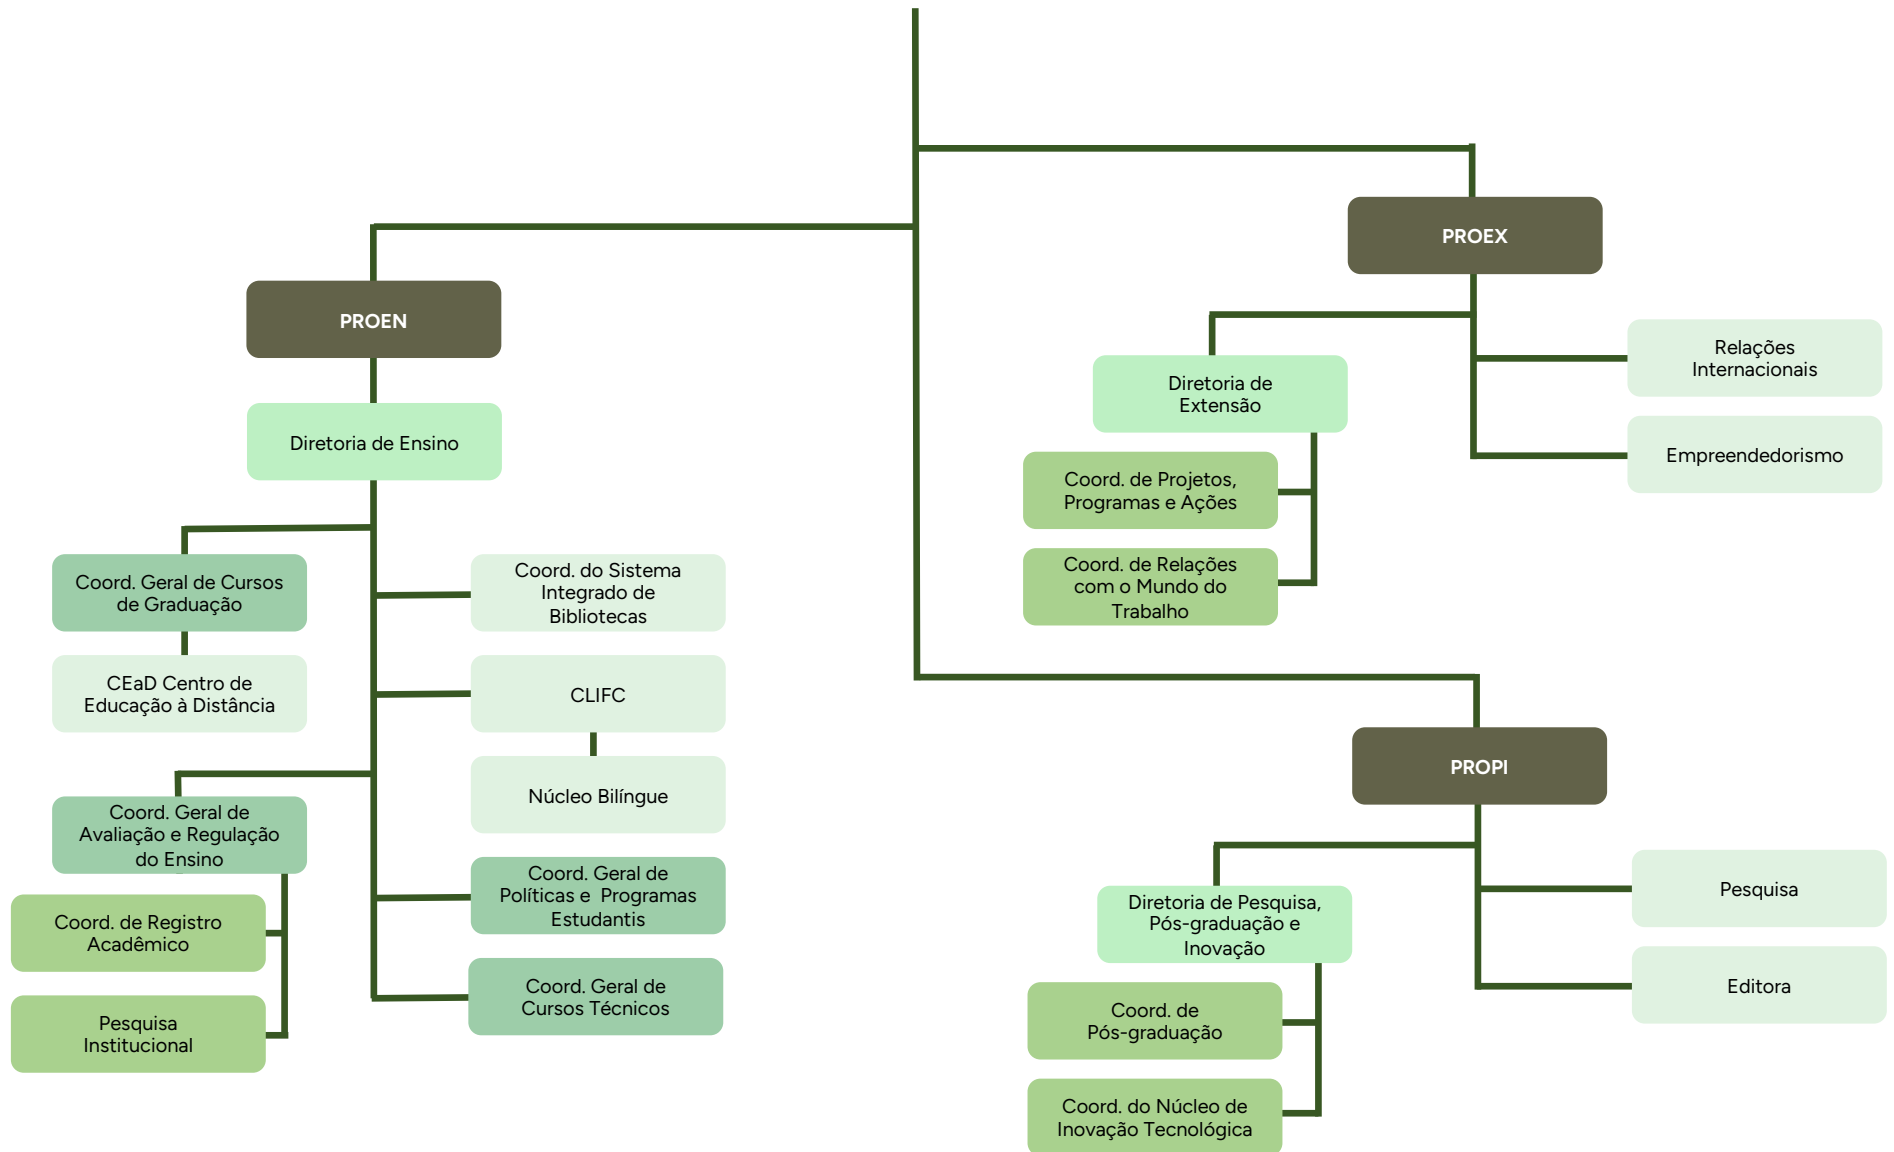 PROEX
Relações
Internacionais
Empreendedorismo
Diretoria de
Extensão
Coord. de Projetos,
Programas e Ações
Coord. de Relações
com o Mundo do
Trabalho
PROEN
Diretoria de Ensino
Coord. Geral de Cursos
de Graduação
CEaD Centro de
Educação à Distância
Coord. Geral de
Avaliação e Regulação
do Ensino
Coord. de Registro
Acadêmico
Pesquisa
Institucional
Coord. do Sistema
Integrado de
Bibliotecas
CLIFC
Núcleo Bilíngue
Coord. Geral de
Políticas e  Programas
Estudantis
Coord. Geral de
Cursos Técnicos
PROPI
Diretoria de Pesquisa,
Pós-graduação e
Inovação
Coord. de
Pós-graduação
Coord. do Núcleo de
Inovação Tecnológica
Pesquisa
Editora